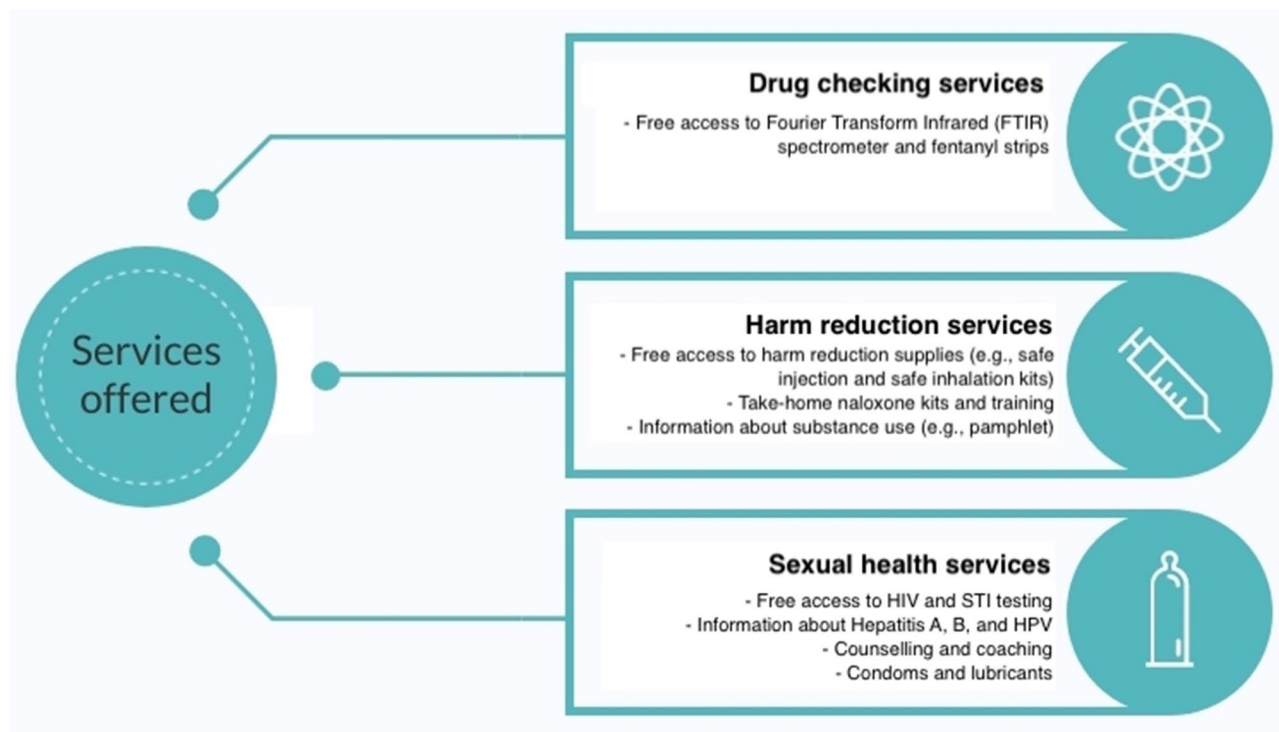 Services
offered
Drug checking services
- Free access to Fourier Transform Infrared (FTIR)
spectrometer and fentanyl strips
Harm reduction services
- Free access to harm reduction supplies (e.g., safe
injection and safe inhalation kits)
- Take-home naloxone kits and training
- Information about substance use (e.g., pamphlet)
Sexual health services
- Free access to HIV and STI testing
- Information about Hepatitis A, B, and HPV
- Counselling and coaching
- Condoms and lubricants